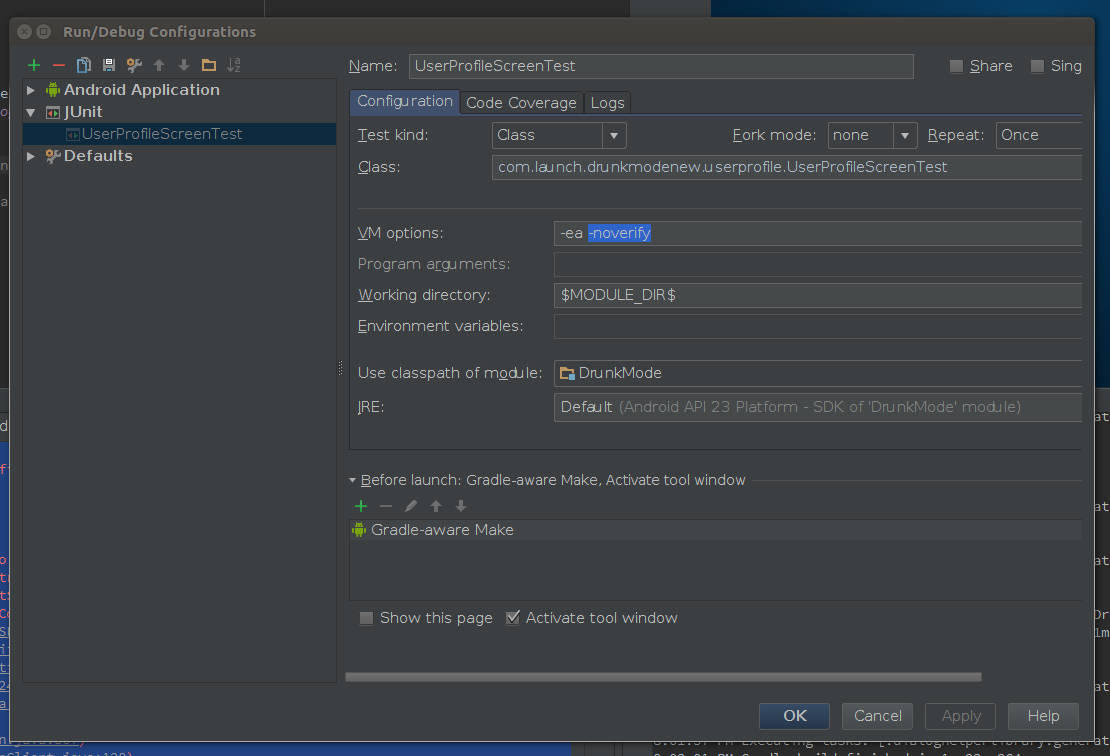 Run/Debug Configurations
Name: UserProfileScreenTest Share Sing
Android Application
JUnit
UserProfileScreenTest
Defaults
Configuration Code Coverage Logs
Test kind: Class Fork mode: none Repeat: Once
Class: com.launch.drunkmodenew.userprofile.UserProfileScreenTest
VM options: -ea -noverify
Program arguments:
Working directory: $MODULE_DIR$
Environment variables:
Use classpath of module: DrunkMode
JRE: Default (Android API 23 Platform - SDK of 'DrunkMode' module)
Before launch: Gradle-aware Make, Activate tool window
Gradle-aware Make
Show this page Activate tool window
OK Cancel Apply Help